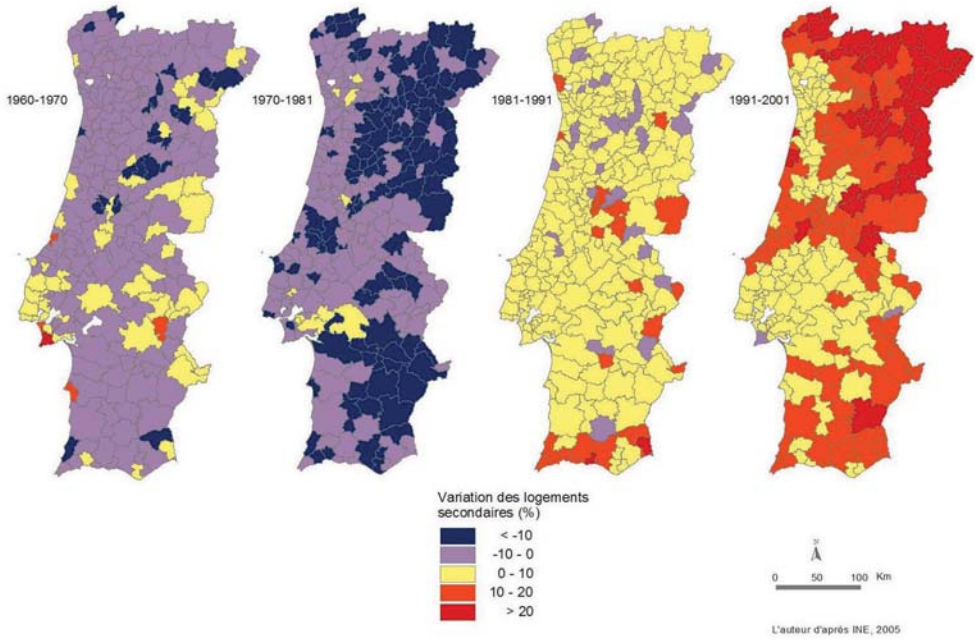 1960-1970
1970-1981
1981-1991
1991-2001
Variation des logements
secondaires (%)
< -10
-10 - 0
0 - 10
10 - 20
> 20
N
0 50 100 Km
L'auteur d'après INE, 2005